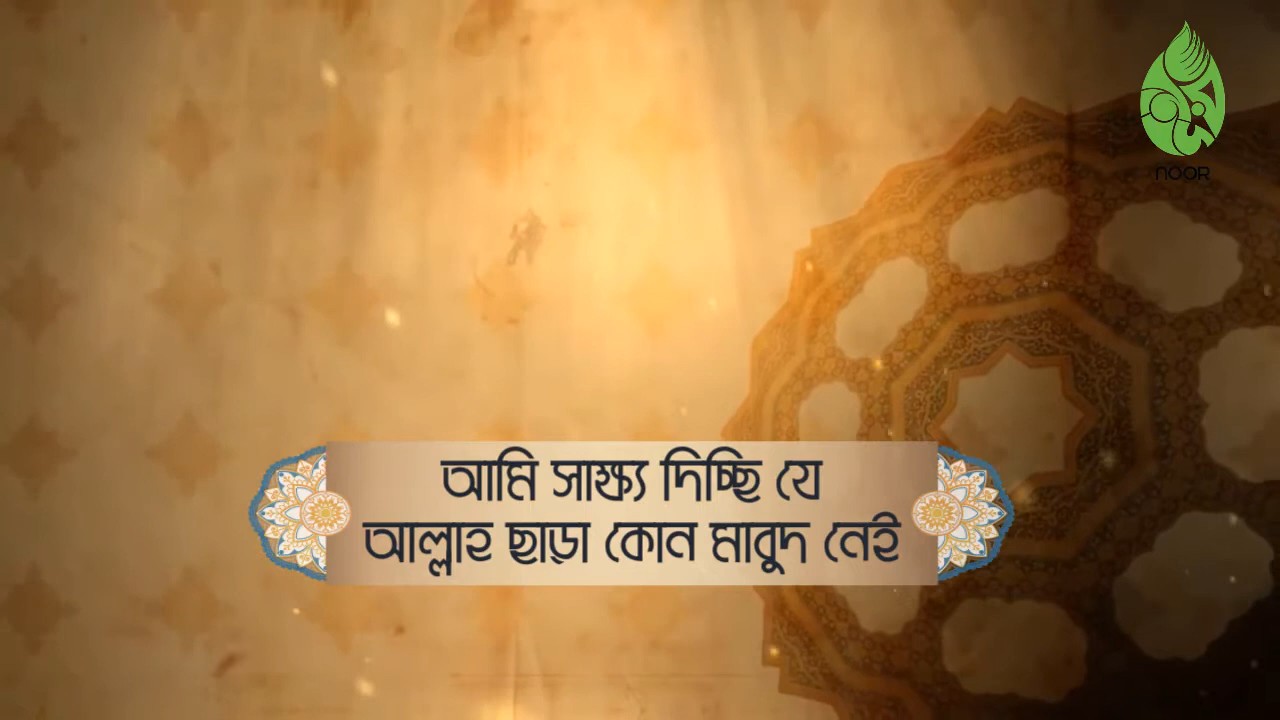 NOOR
আমি সাক্ষ্য দিচ্ছি যে
আল্লাহ ছাড়া কোন মাবুদ নেই